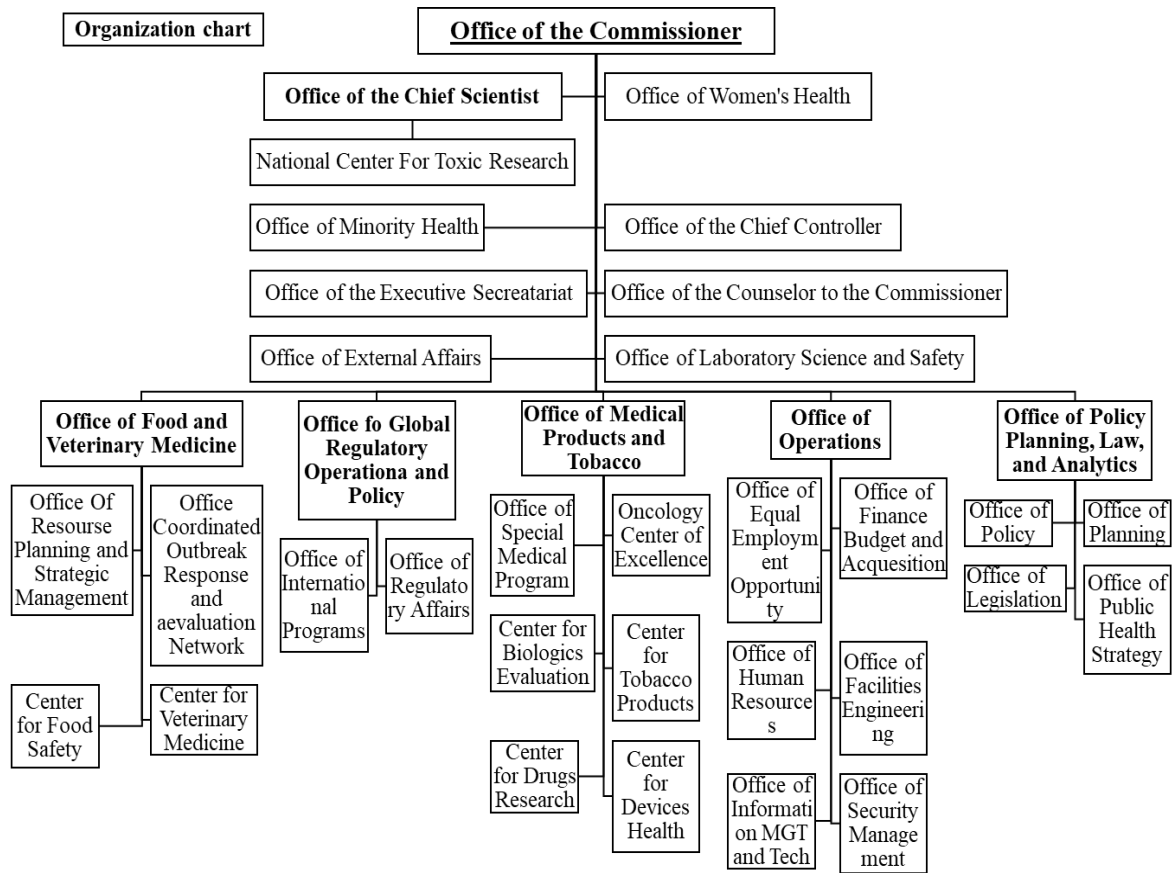 Organization chart
Office of the Commissioner
Office of the Chief Scientist
Office of Women's Health
National Center For Toxic Research
Office of Minority Health
Office of the Chief Controller
Office of the Executive Secreatariat
Office of the Counselor to the Commissioner
Office of External Affairs
Office of Laboratory Science and Safety
Office of Food and
Veterinary Medicine
Office fo Global
Regulatory
Operationa and
Policy
Office of Medical
Products and
Tobacco
Office of
Operations
Office of Policy
Planning, Law,
and Analytics
Office Of
Resourse
Planning and
Strategic
Management
Office
Coordinated
Outbreak
Response
and
aevaluation
Network
Center
for Food
Safety
Center for
Veterinary
Medicine
Office of
Internation
al
Programs
Office of
Regulato
ry Affairs
Office of
Special
Medical
Program
Oncology
Center of
Excellence
Center for
Biologics
Evaluation
Center
for
Tobacco
Products
Center
for Drugs
Research
Center
for
Devices
Health
Office of
Equal
Employm
ent
Opportuni
ty
Office of
Finance
Budget and
Acquesition
Office of
Human
Resource
s
Office of
Facilities
Engineeri
ng
Office of
Informati
on MGT
and Tech
Office of
Security
Manage
ment
Office of
Policy
Office of
Planning
Office of
Legislation
Office of
Public
Health
Strategy